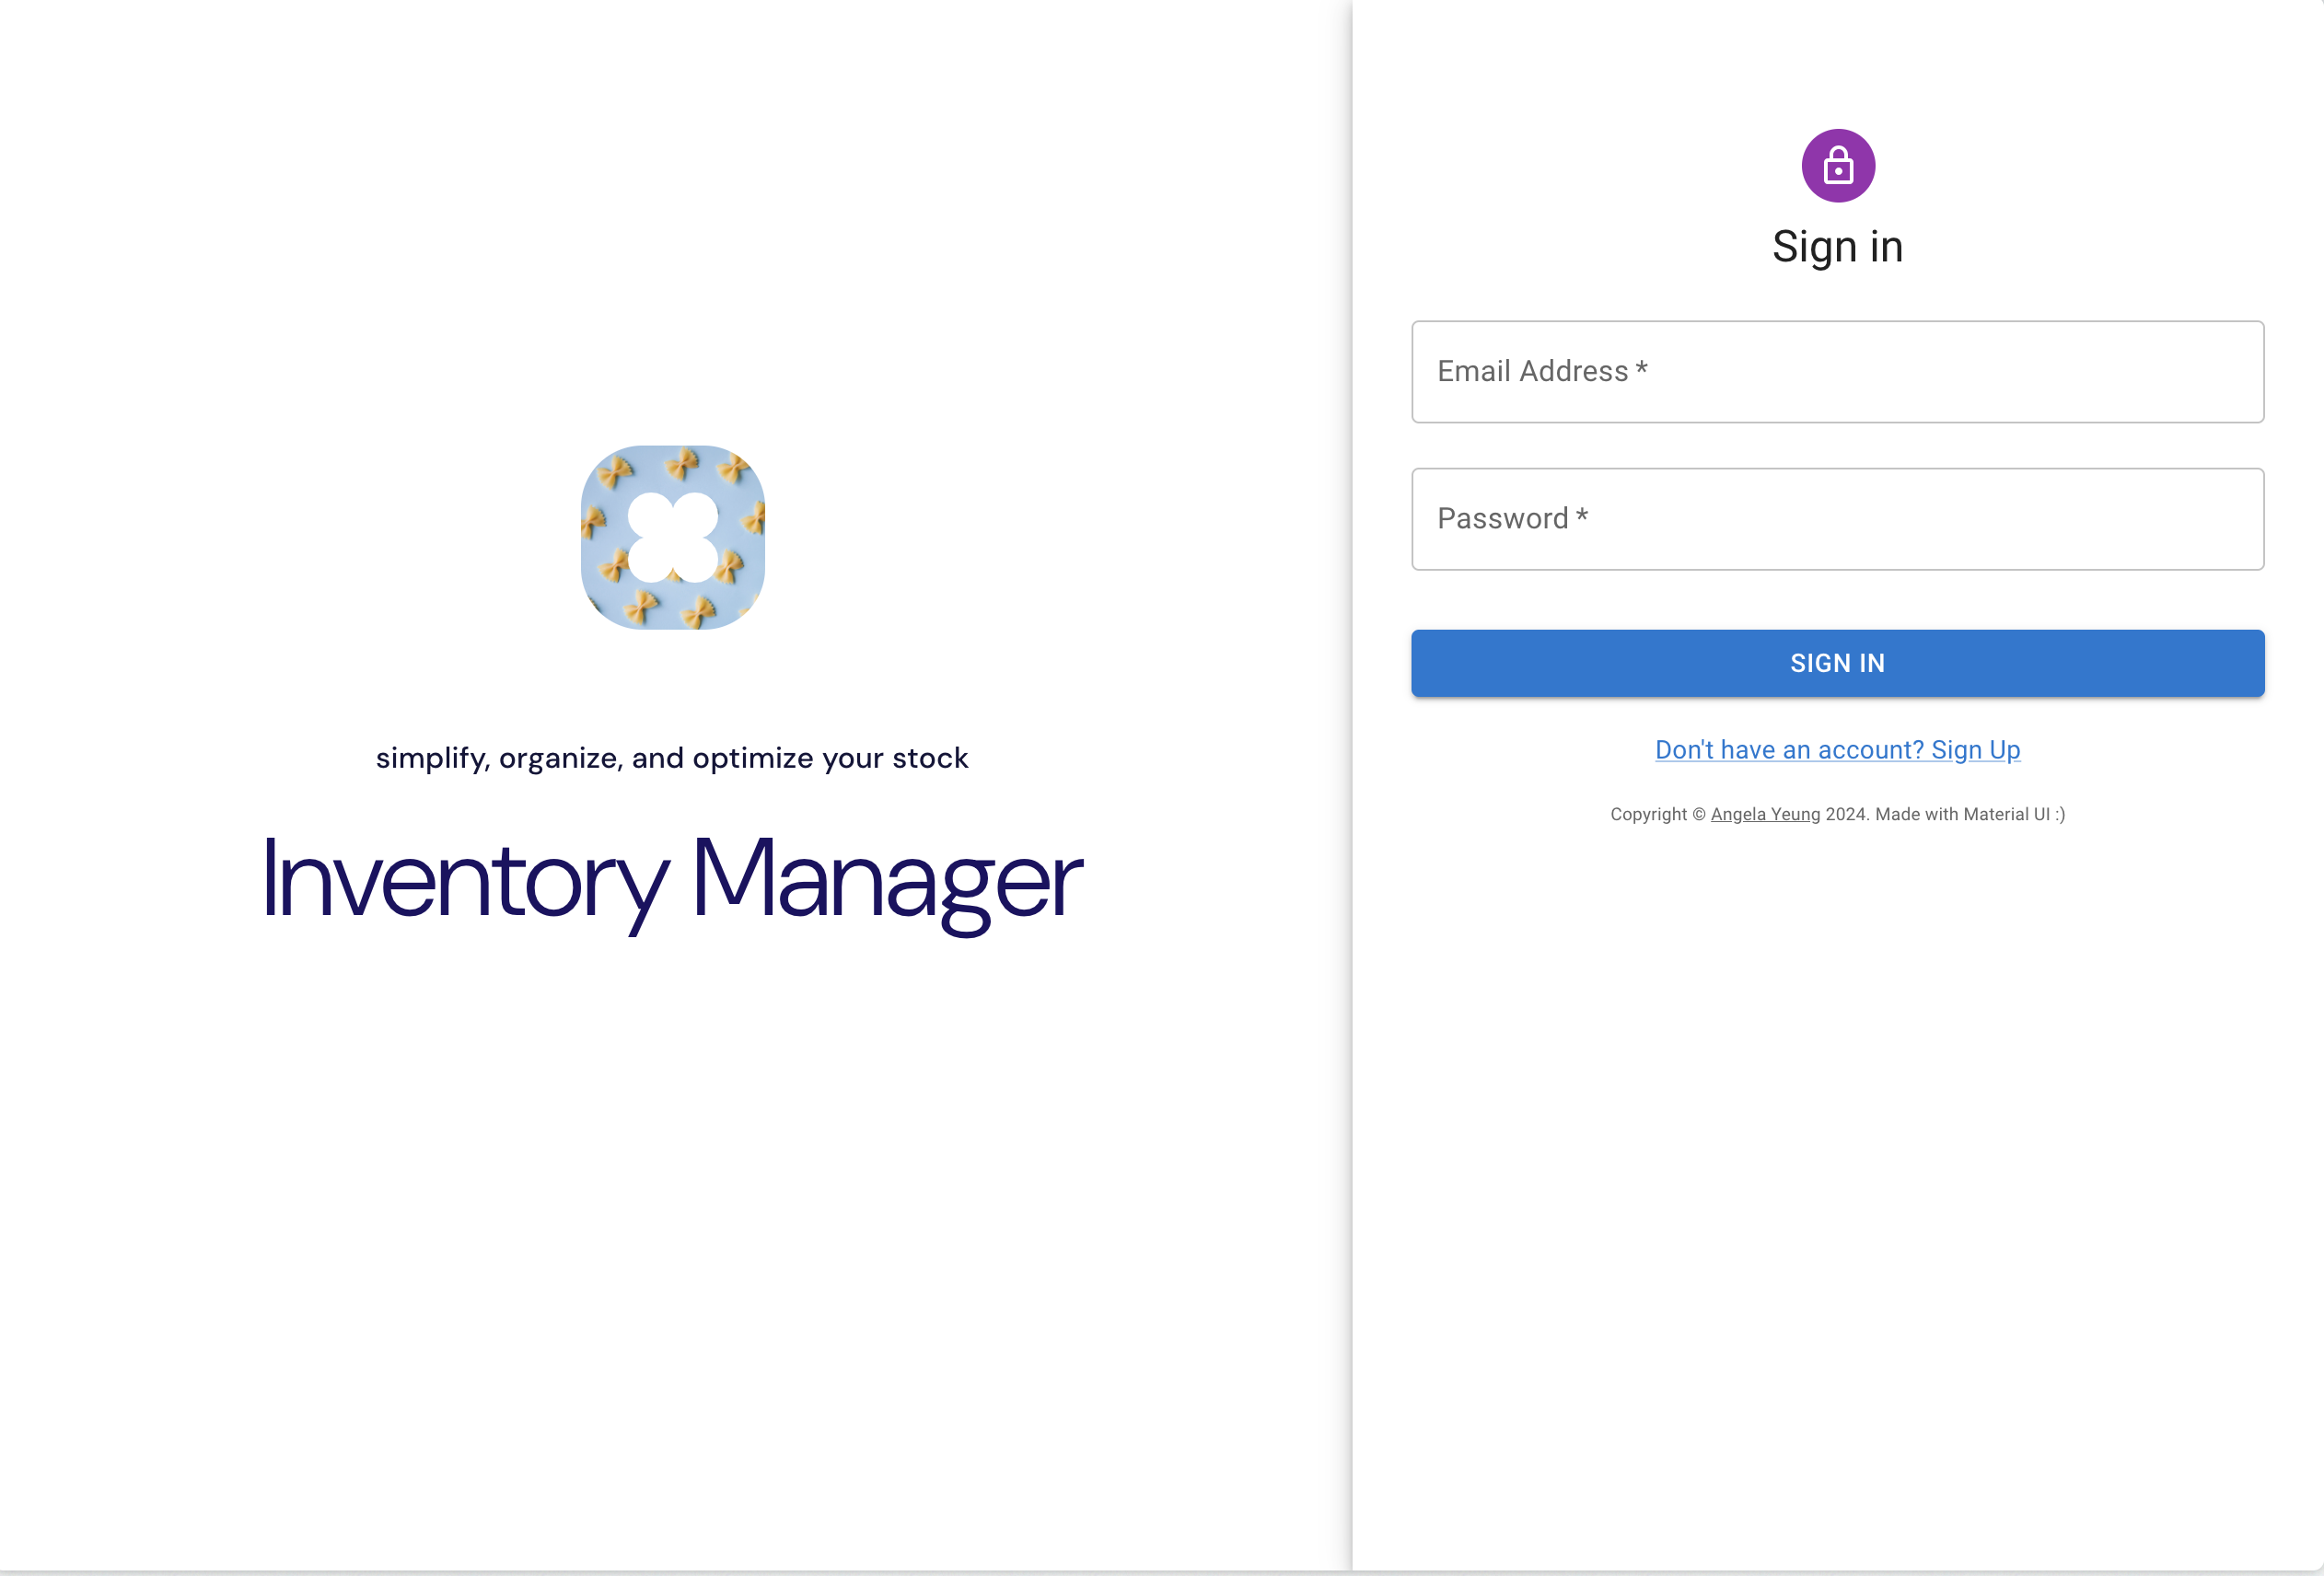 simplify, organize, and optimize your stock
Inventory Manager
Sign in
Email Address *
Password *
SIGN IN
Don't have an account? Sign Up
Copyright © Angela Yeung 2024. Made with Material UI :)